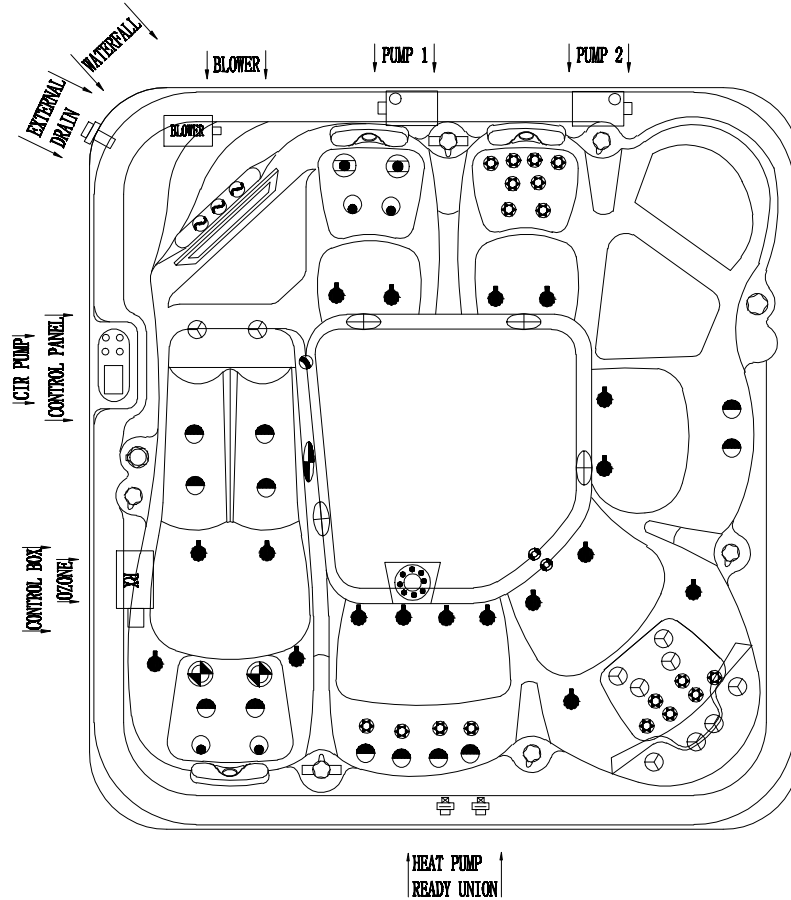 WATERFALL
BLOWER
PUMP 1
PUMP 2
EXTERNAL
DRAIN
BLOWER
CIR PUMP
CONTROL PANEL
CONTROL BOX
OZONE
HEAT PUMP
READY UNION